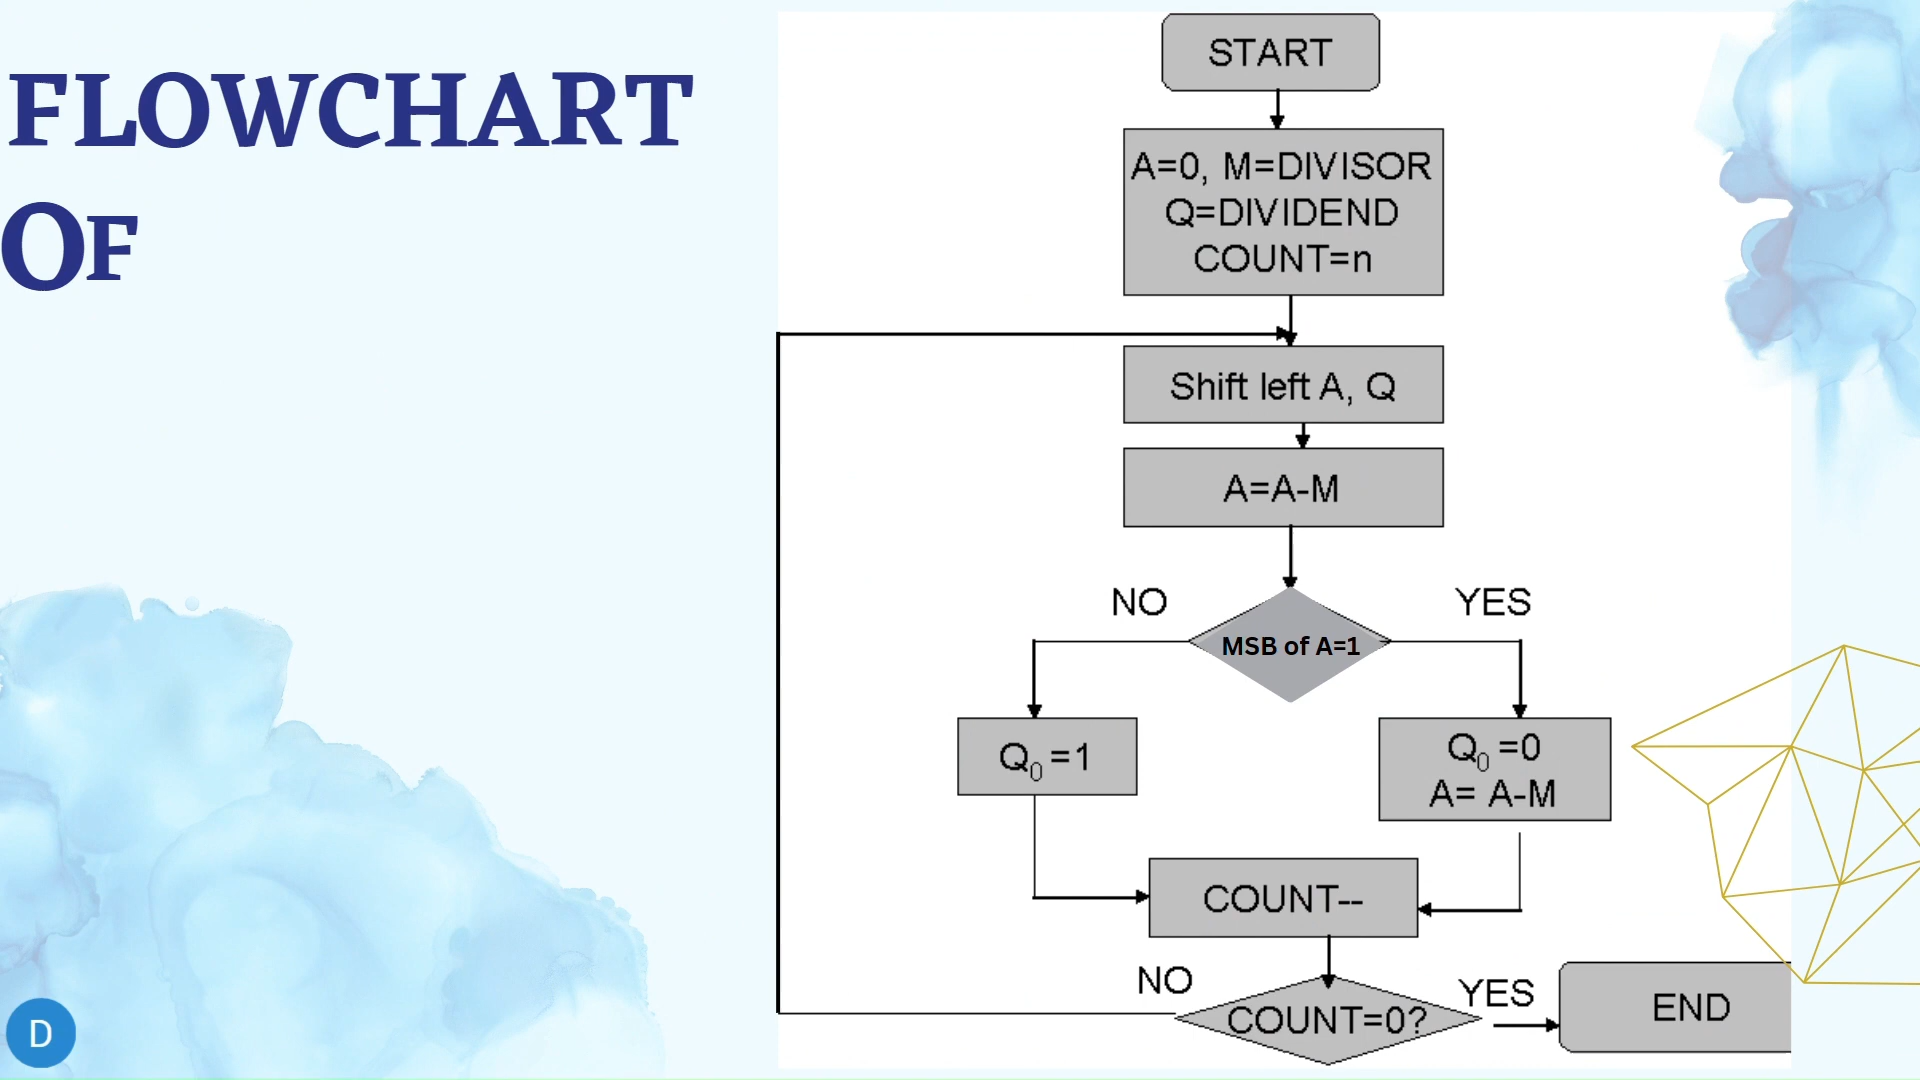 FLOWCHART
OF
START
A=0, M=DIVISOR
Q=DIVIDEND
COUNT=n
Shift left A, Q
A=A-M
NO
YES
MSB of A=1
Q₀ =1
Q₀ =0
A= A-M
COUNT--
NO
YES
COUNT=0?
END
D